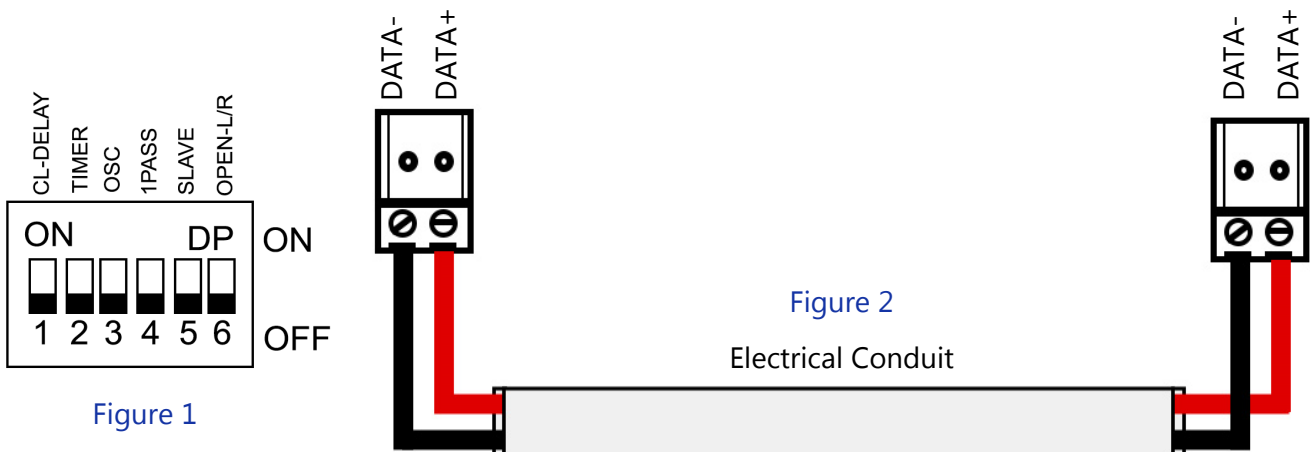 CL-DELAY
TIMER
OSC
1PASS
SLAVE
OPEN-L/R
ON DP
ON
1 2 3 4 5 6
OFF
Figure 1
DATA-
DATA+
DATA-
DATA+
Figure 2
Electrical Conduit